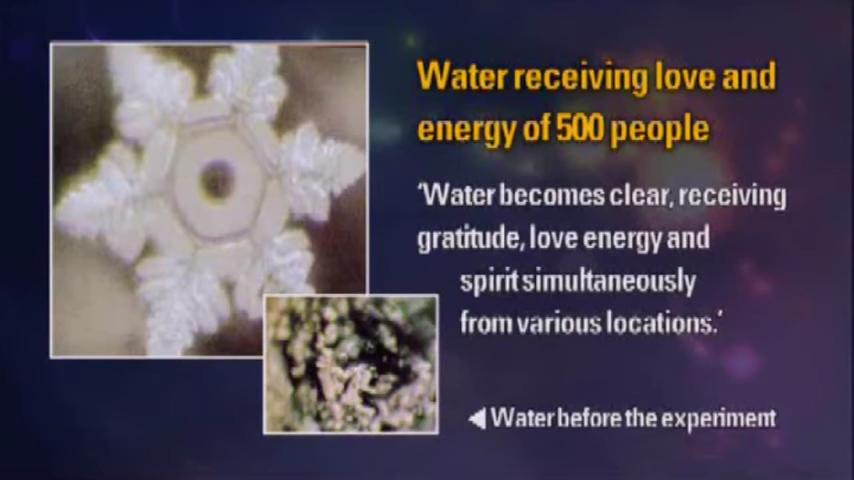 Water receiving love and
energy of 500 people
‘Water becomes clear, receiving
gratitude, love energy and
spirit simultaneously
from various locations.’
◀ Water before the experiment